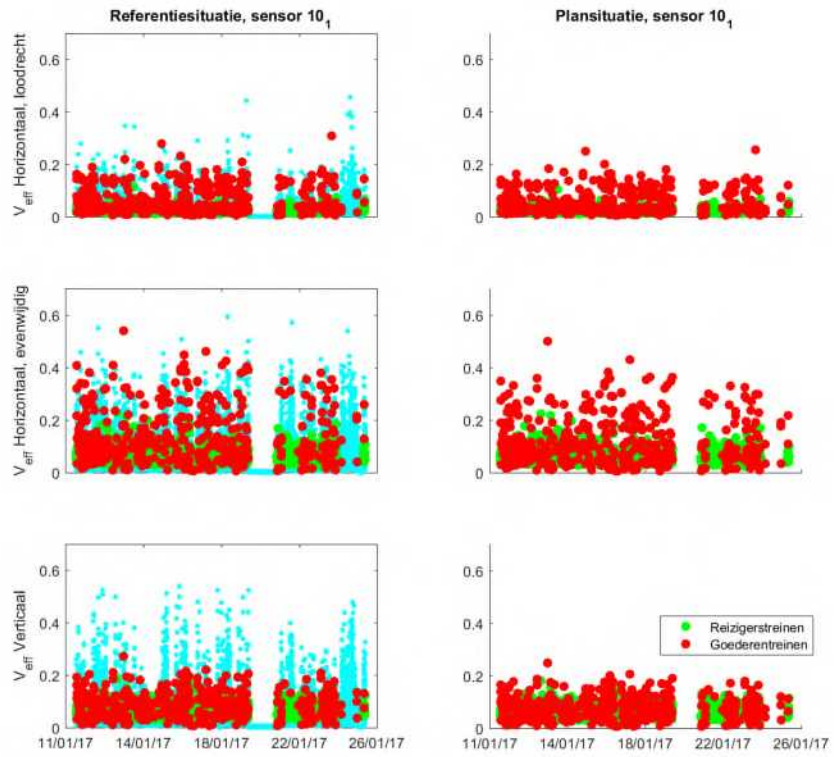 Referentiesituatie, sensor 10_1
Plansituatie, sensor 10_1
V_eff Horizontaal, loodrecht
0.6
0.4
0.2
0
0.6
0.4
0.2
0
V_eff Horizontaal, evenwijdig
0.6
0.4
0.2
0
0.6
0.4
0.2
0
V_eff Verticaal
0.6
0.4
0.2
0
0.6
0.4
0.2
0
Reizigerstreinen
Goederentreinen
11/01/17 14/01/17 18/01/17 22/01/17 26/01/17
11/01/17 14/01/17 18/01/17 22/01/17 26/01/17